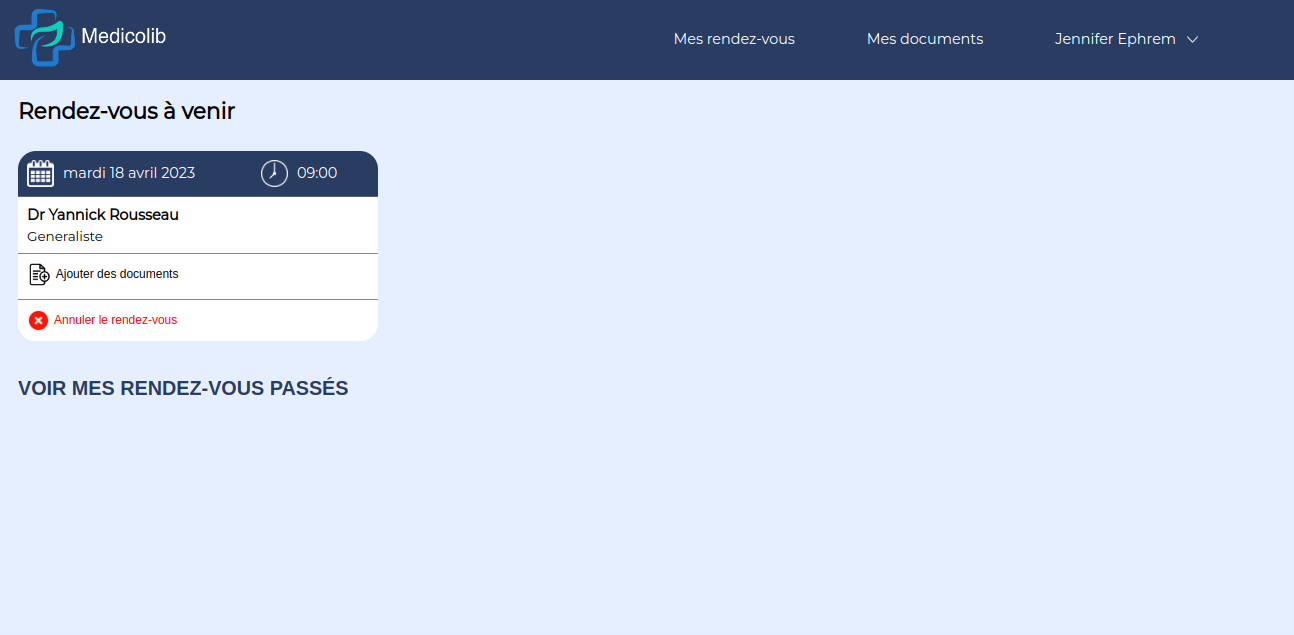 Medicolib
Mes rendez-vous
Mes documents
Jennifer Ephrem
Rendez-vous à venir
mardi 18 avril 2023
09:00
Dr Yannick Rousseau
Generaliste
Ajouter des documents
Annuler le rendez-vous
VOIR MES RENDEZ-VOUS PASSÉS